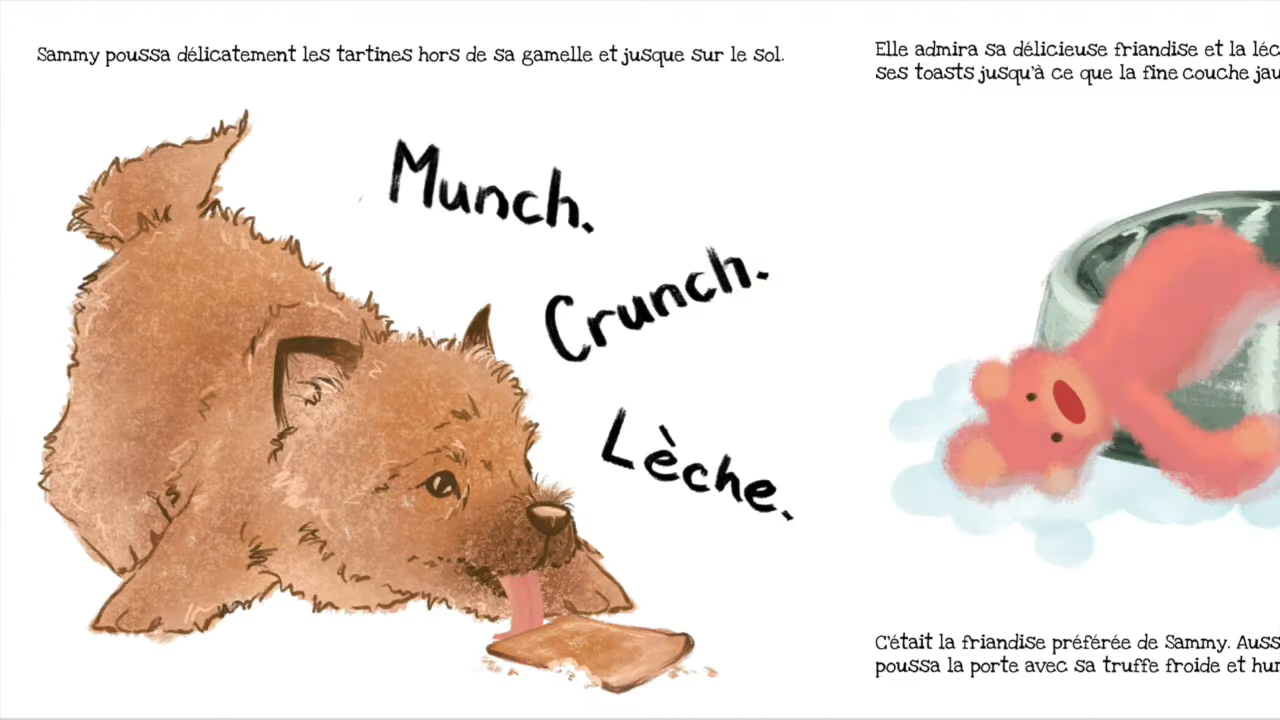 Sammy poussa délicatement les tartines hors de sa gamelle et jusque sur le sol.
Munch.
Crunch.
Lèche.
Elle admira sa délicieuse friandise et la
ses toasts jusqu'à ce que la fine couche
C'était la friandise préférée de Sammy.
poussa la porte avec sa truffe froide et